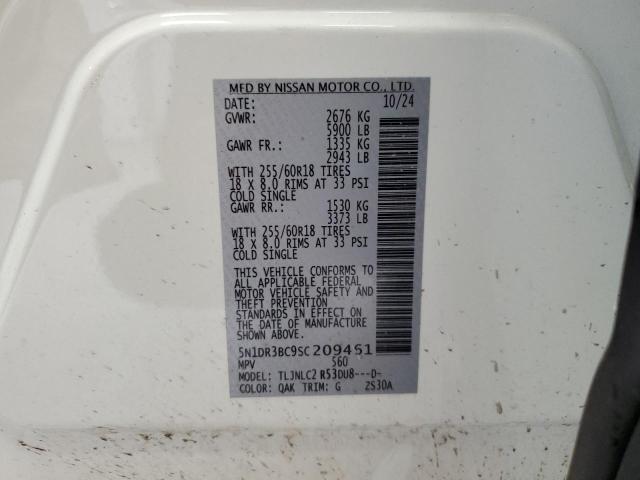 MFD BY NISSAN MOTOR CO., LTD.
DATE: 10/24
GVWR: 2676 KG
5900 LB
GAWR FR.: 1335 KG
2943 LB
WITH 255/60R18 TIRES
18 X 8.0 RIMS AT 33 PSI
COLD SINGLE
GAWR RR.: 1530 KG
3373 LB
WITH 255/60R18 TIRES
18 X 8.0 RIMS AT 33 PSI
COLD SINGLE
THIS VEHICLE CONFORMS TO
ALL APPLICABLE FEDERAL
MOTOR VEHICLE SAFETY AND
THEFT PREVENTION
STANDARDS IN EFFECT ON
THE DATE OF MANUFACTURE
SHOWN ABOVE.
5N1DR3BC9SC209461
MPV S60
MODEL: TLJNLC2 R53DU8---D-
COLOR: QAK TRIM: G ZS30A